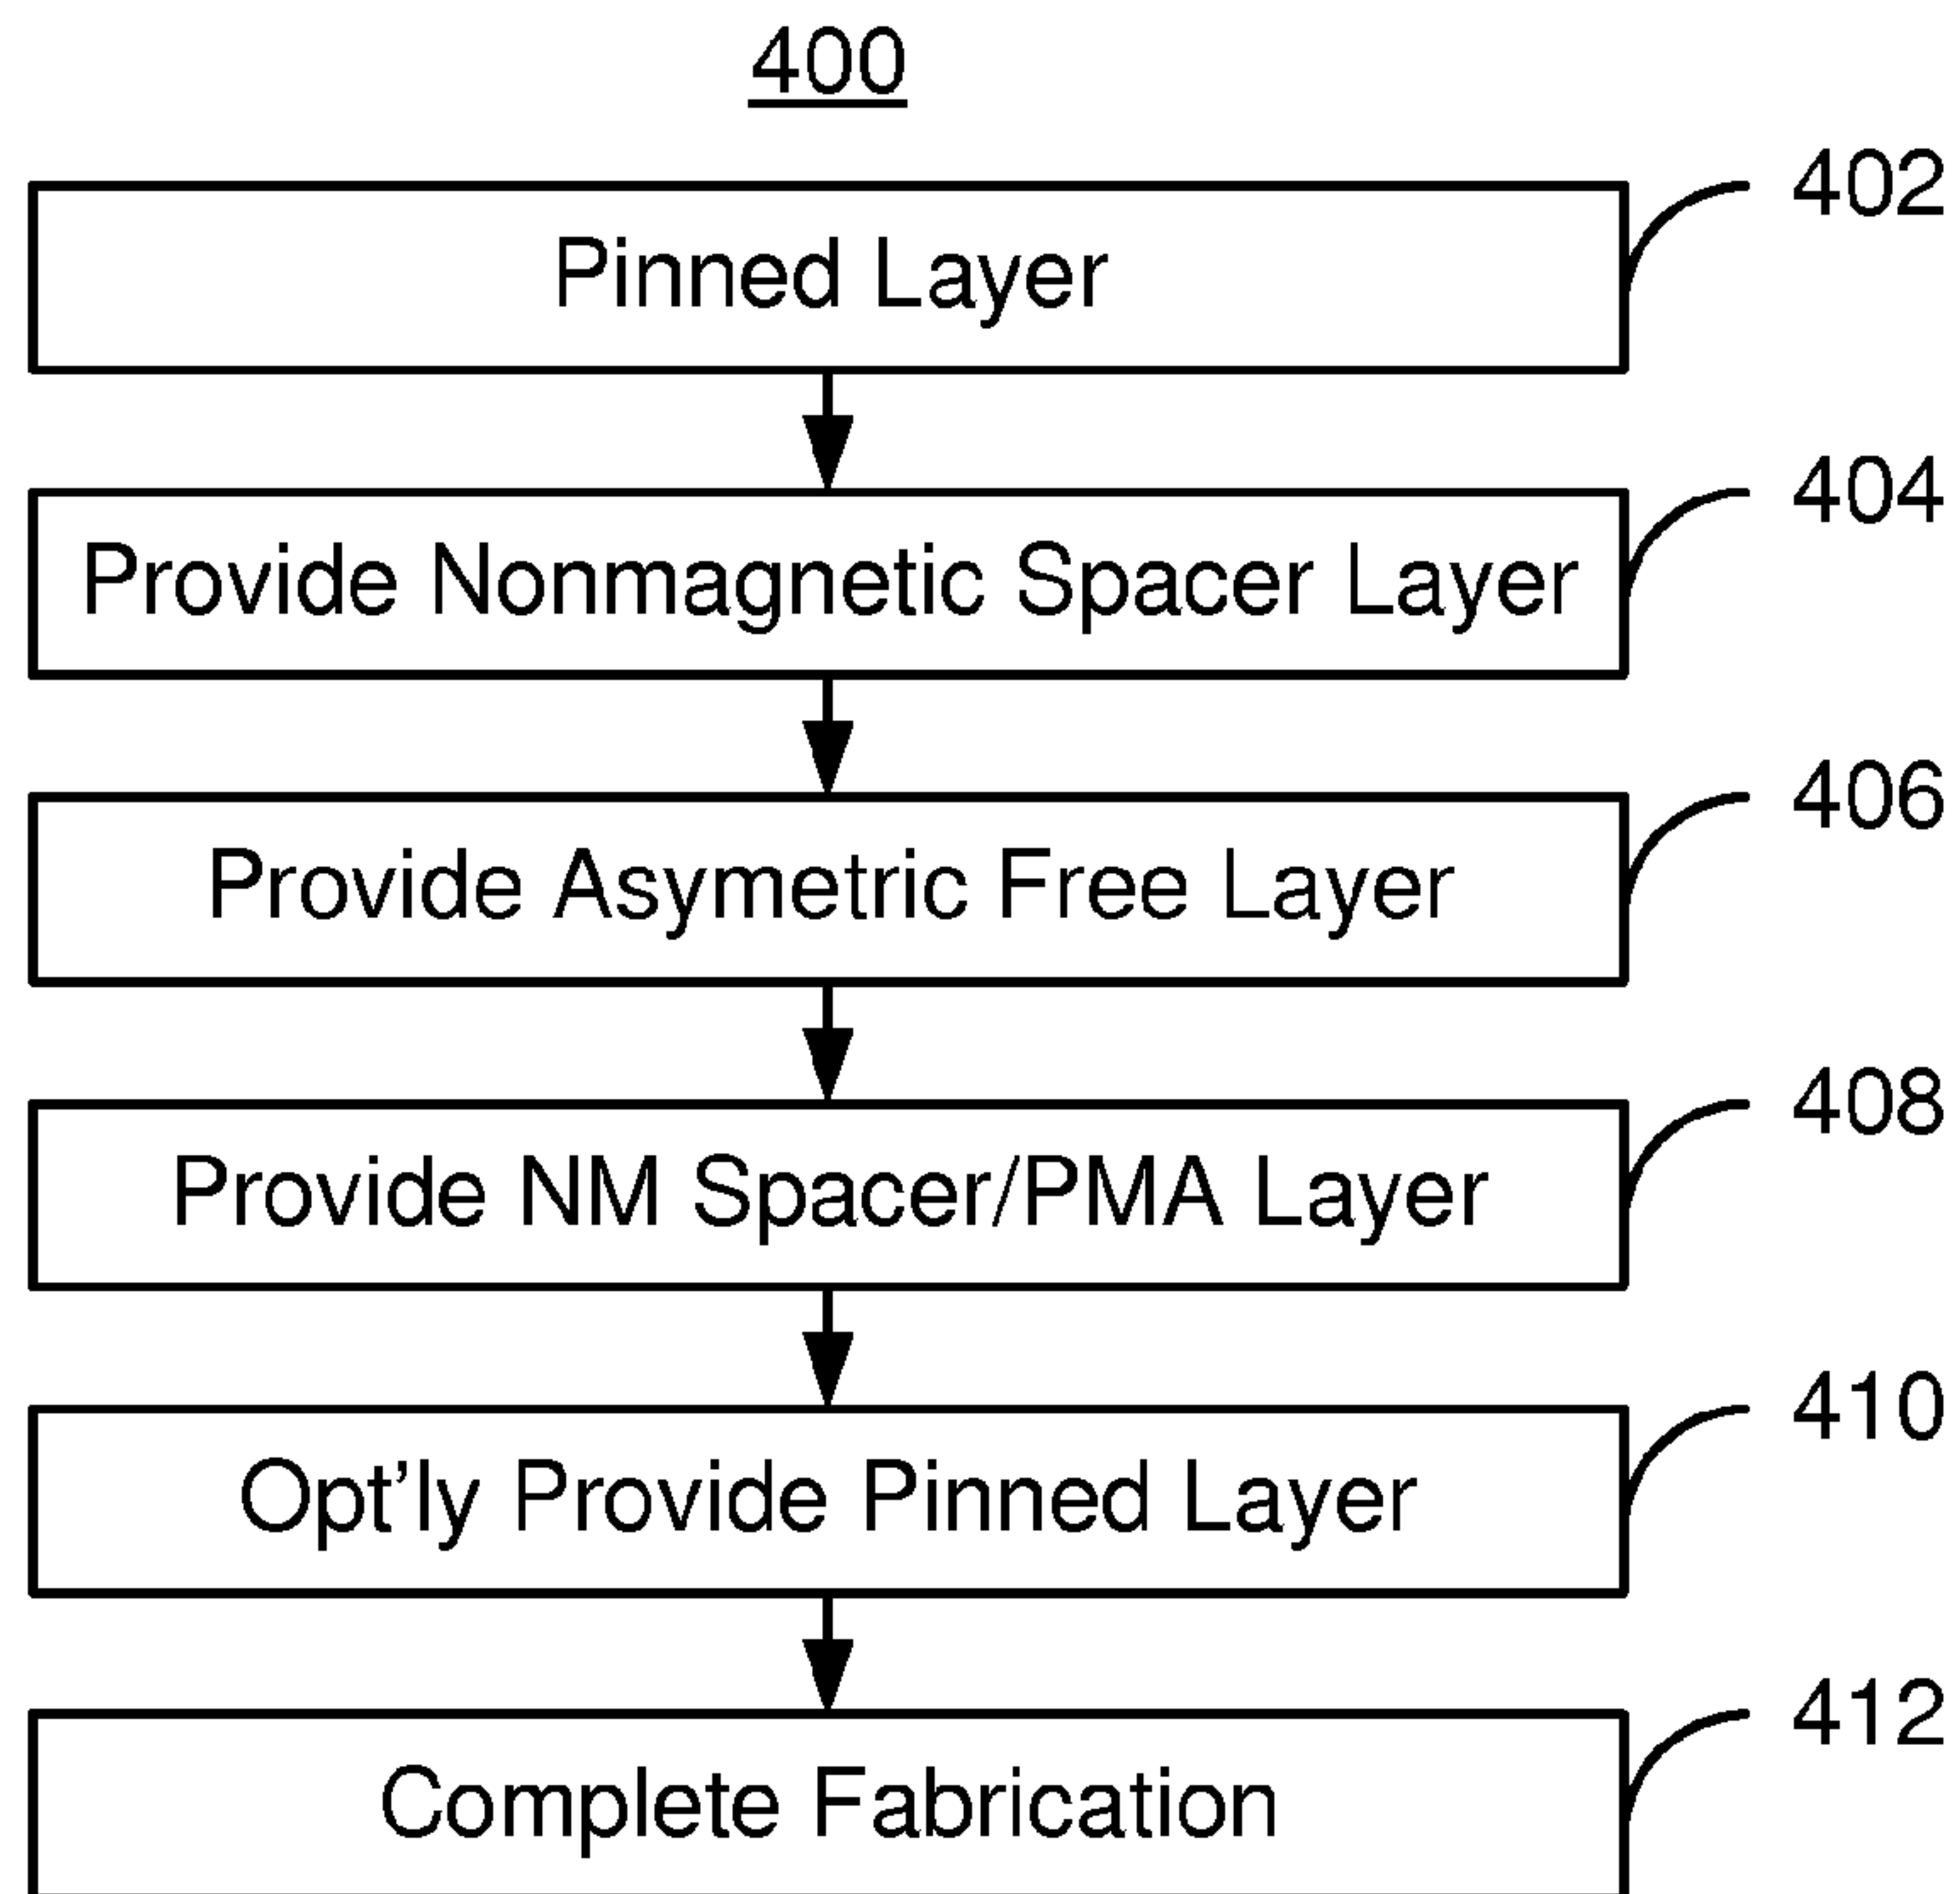 400
Pinned Layer
402
Provide Nonmagnetic Spacer Layer
404
Provide Asymetric Free Layer
406
Provide NM Spacer/PMA Layer
408
Opt'ly Provide Pinned Layer
410
Complete Fabrication
412